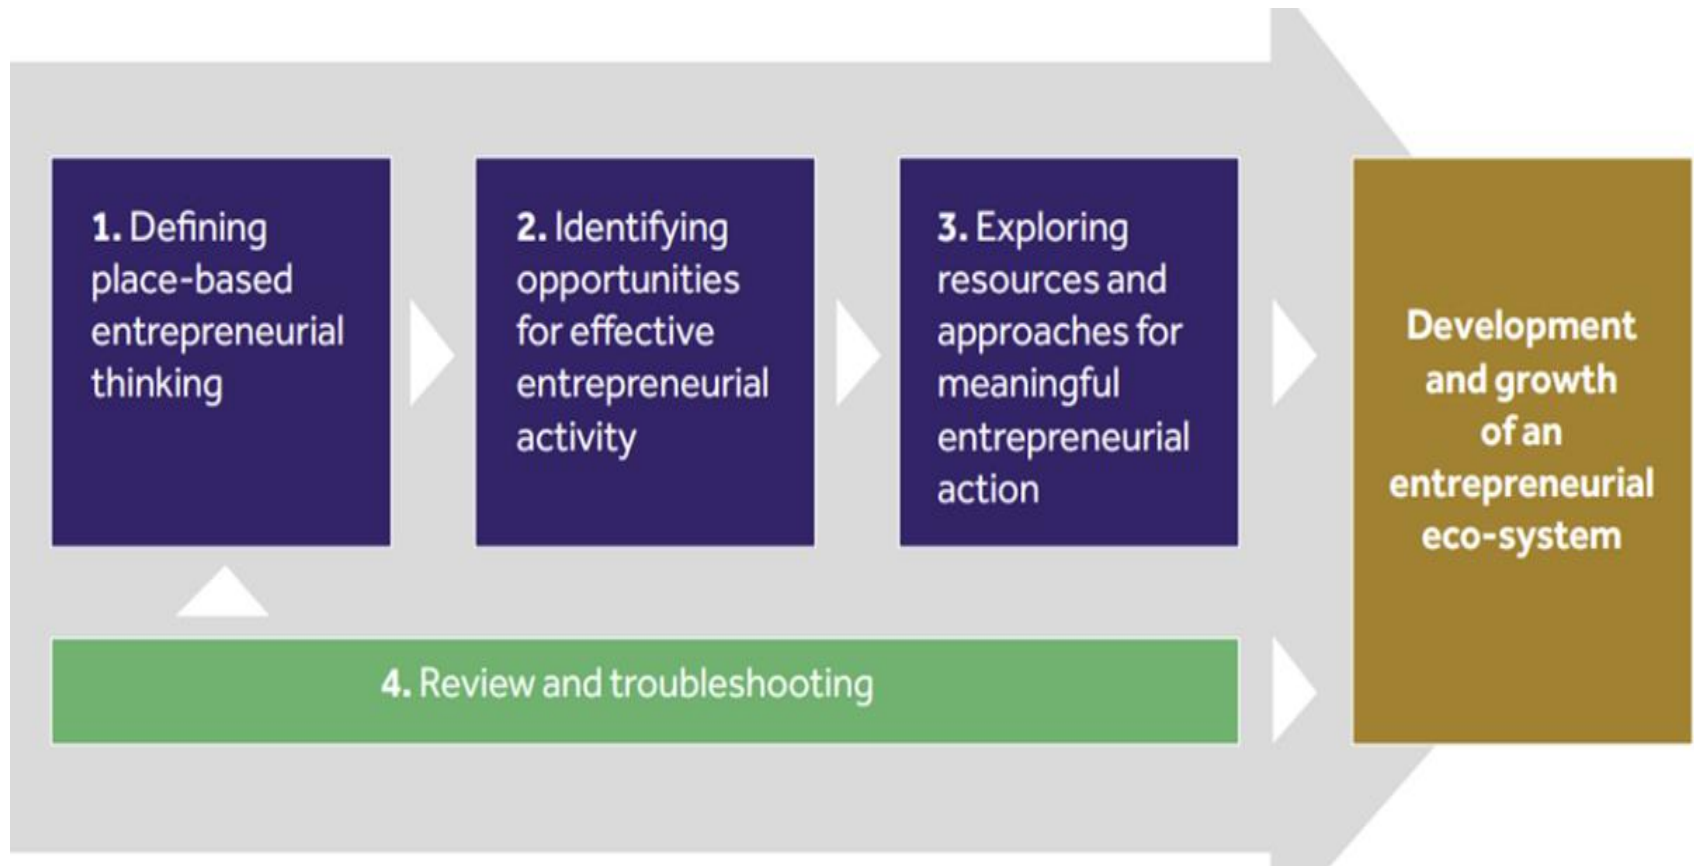 1. Defining
place-based
entrepreneurial
thinking
2. Identifying
opportunities
for effective
entrepreneurial
activity
3. Exploring
resources and
approaches for
meaningful
entrepreneurial
action
Development
and growth
of an
entrepreneurial
eco-system
4. Review and troubleshooting